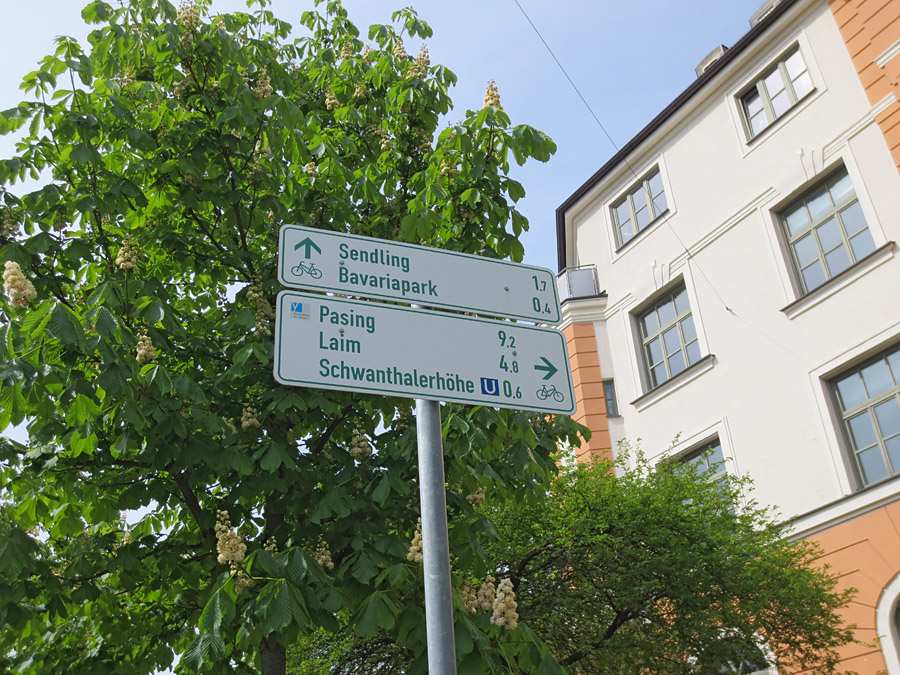 Sendling 1,7
Bavariapark 0,4
Pasing 9,2
Laim 4,8
Schwanthalerhöhe U 0,6